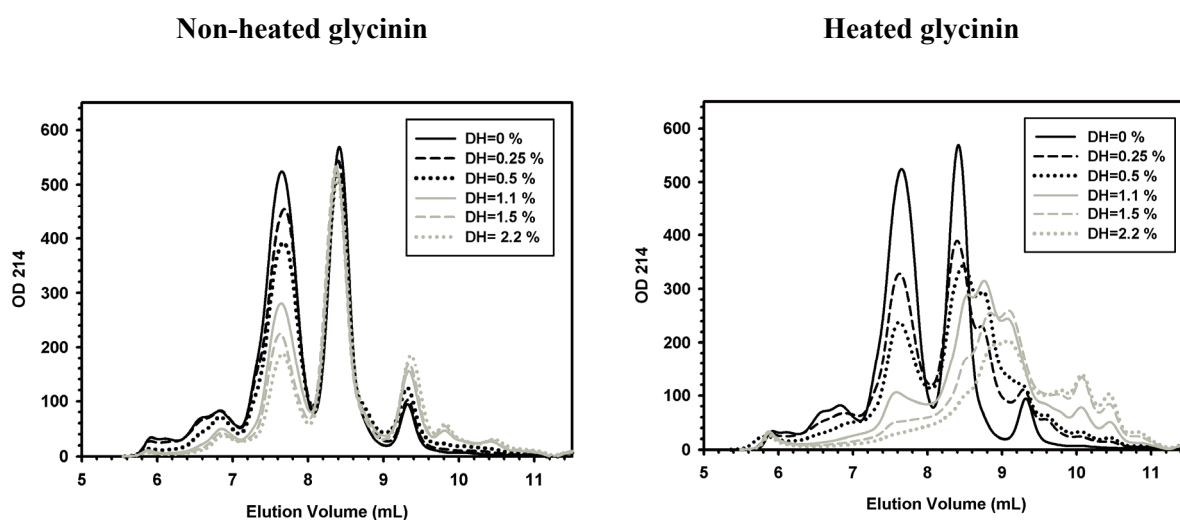 Non-heated glycinin
OD 214
600
500
400
300
200
100
0
DH=0 %
DH=0.25 %
DH=0.5 %
DH=1.1 %
DH=1.5 %
DH= 2.2 %
5 6 7 8 9 10 11
Elution Volume (mL)
Heated glycinin
OD 214
600
500
400
300
200
100
0
DH=0 %
DH=0.25 %
DH=0.5 %
DH=1.1 %
DH=1.5 %
DH=2.2 %
5 6 7 8 9 10 11
Elution Volume (mL)